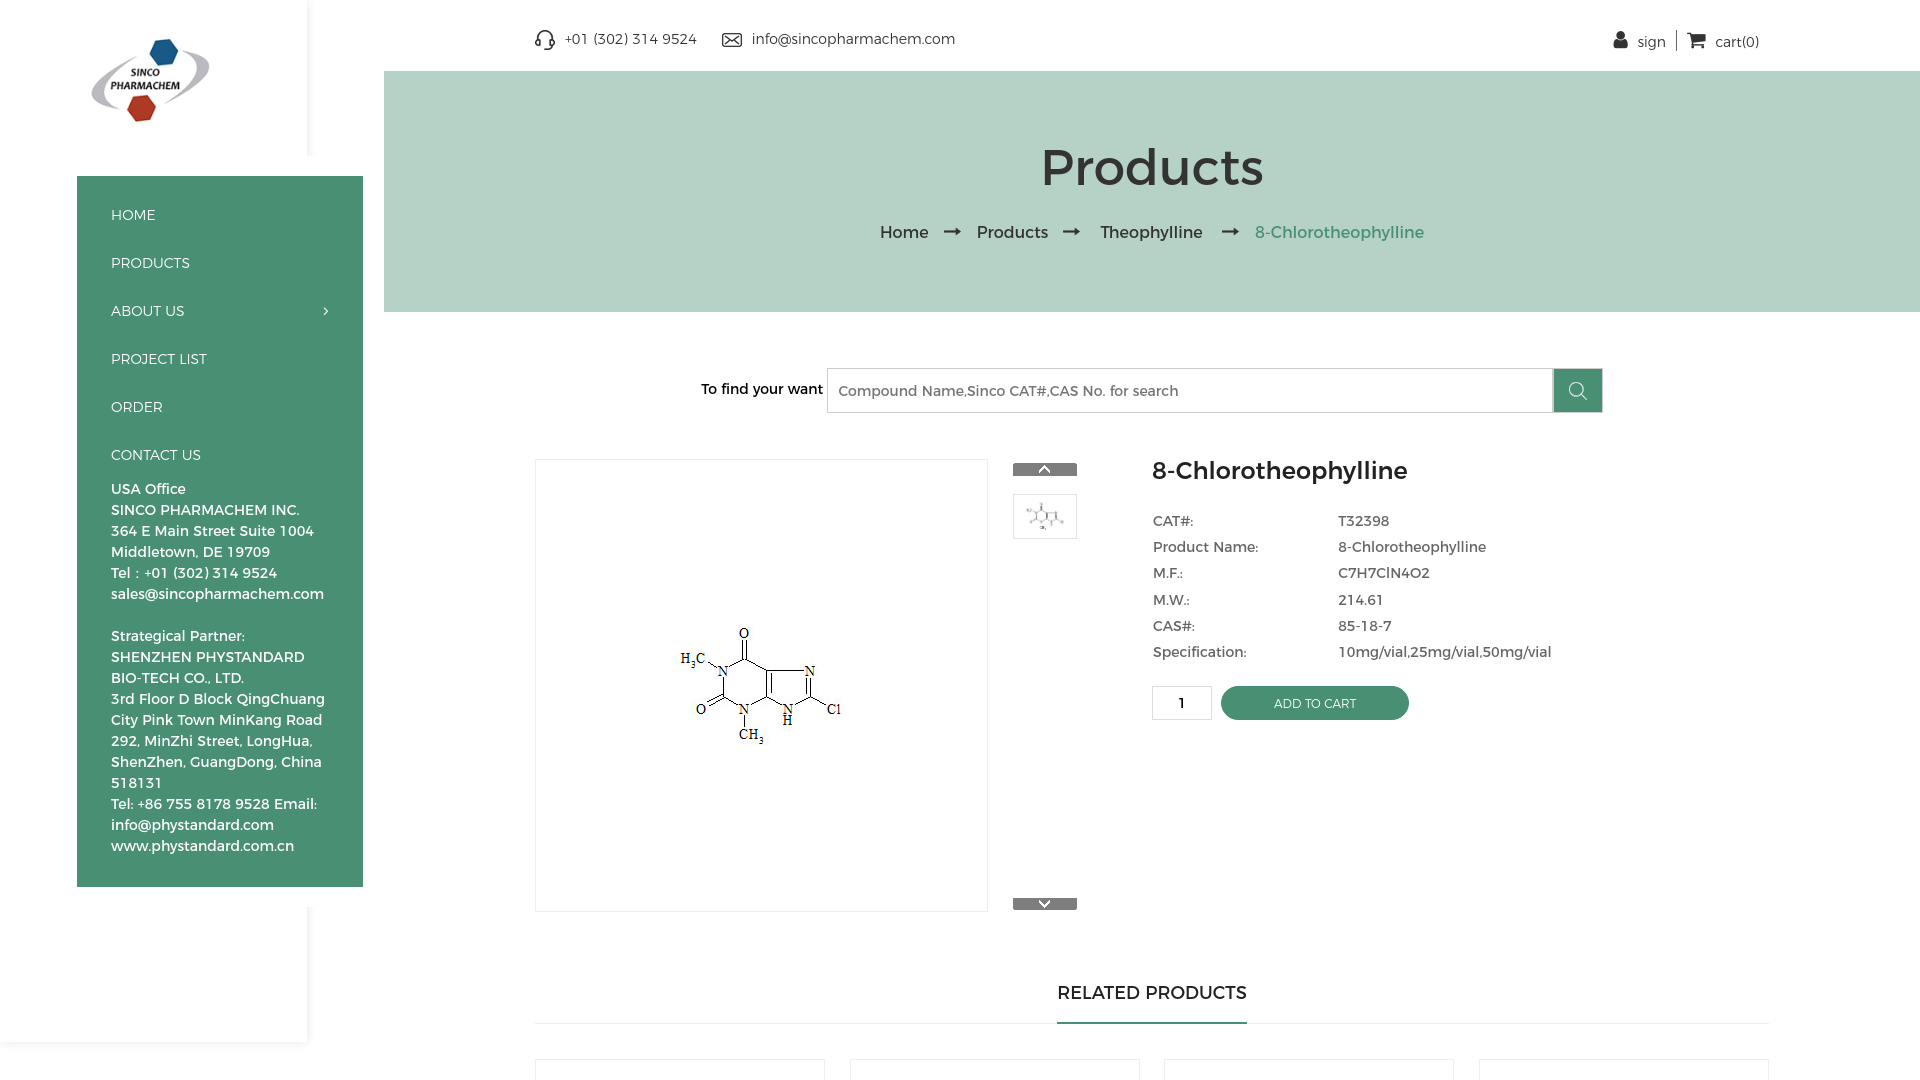 SINCO
PHARMACHEM
+01 (302) 314 9524
info@sincopharmachem.com
sign
cart(0)
HOME
PRODUCTS
ABOUT US
PROJECT LIST
ORDER
CONTACT US
USA Office
SINCO PHARMACHEM INC.
364 E Main Street Suite 1004
Middletown, DE 19709
Tel : +01 (302) 314 9524
sales@sincopharmachem.com
Strategical Partner:
SHENZHEN PHYSTANDARD
BIO-TECH CO., LTD.
3rd Floor D Block QingChuang
City Pink Town MinKang Road
292, MinZhi Street, LongHua,
ShenZhen, GuangDong, China
518131
Tel: +86 755 8178 9528 Email:
info@phystandard.com
www.phystandard.com.cn
Products
Home
Products
Theophylline
8-Chlorotheophylline
To find your want
Compound Name,Sinco CAT#,CAS No. for search
O
H3C
N
N
O
N
N
H
Cl
CH3
8-Chlorotheophylline
CAT#: T32398
Product Name: 8-Chlorotheophylline
M.F.: C7H7ClN4O2
M.W.: 214.61
CAS#: 85-18-7
Specification: 10mg/vial,25mg/vial,50mg/vial
1
ADD TO CART
RELATED PRODUCTS